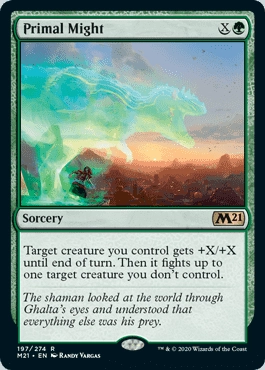 Primal Might X
Sorcery M21
Target creature you control gets +X/+X
until end of turn. Then it fights up to
one target creature you don't control.
The shaman looked at the world through
Ghalta's eyes and understood that
everything else was his prey.
197/274 R
M21 • EN RANDY VARGAS ™ & © 2020 Wizards of the Coast